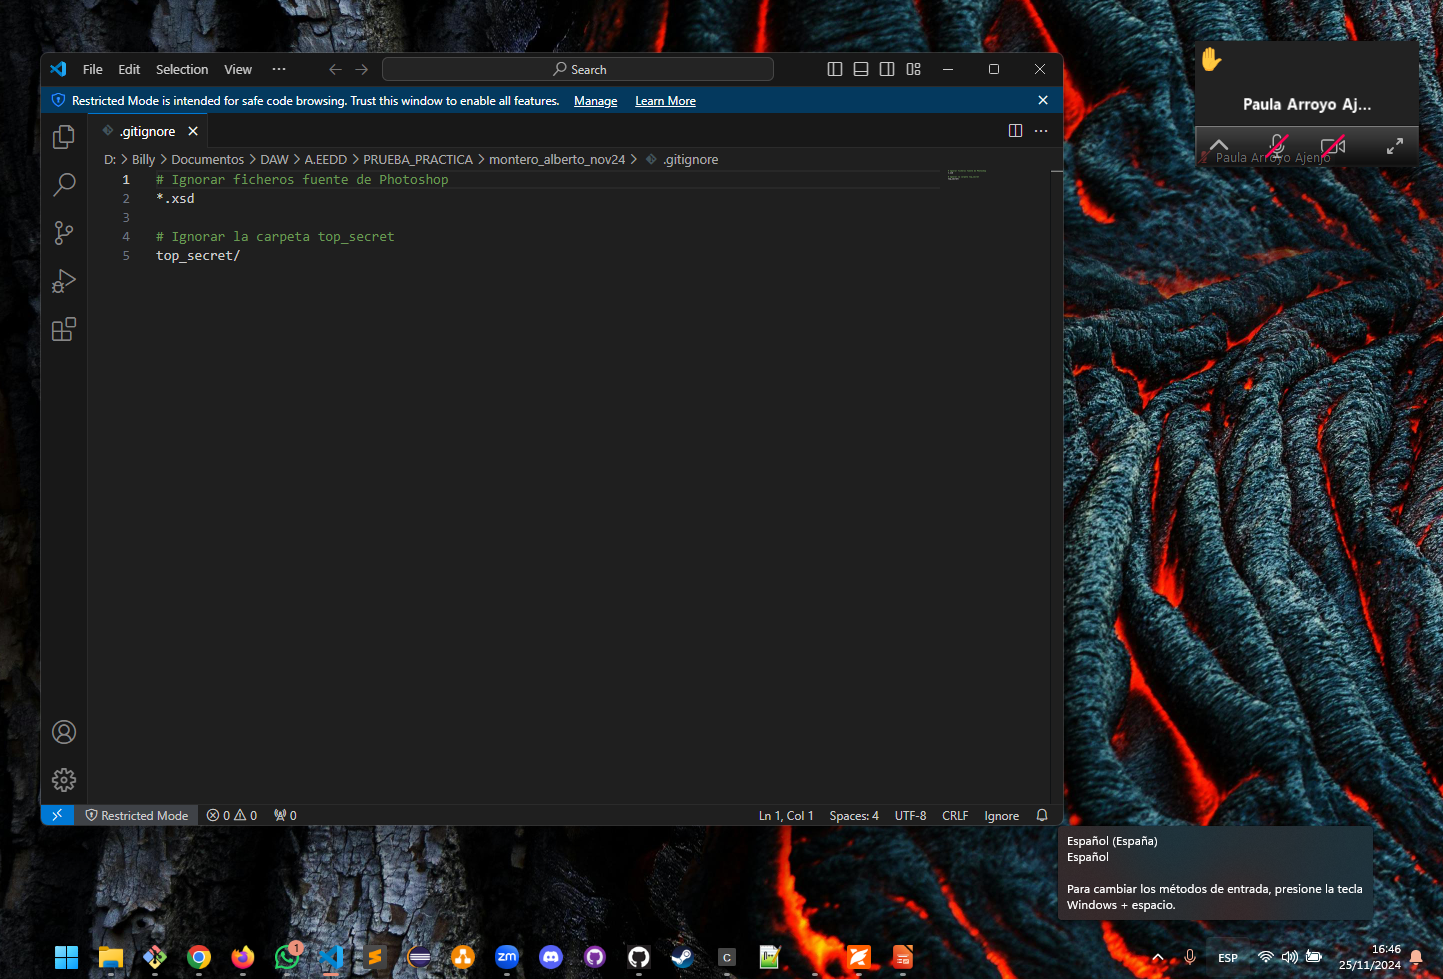 File Edit Selection View ··· Search
Restricted Mode is intended for safe code browsing. Trust this window to enable all features. Manage Learn More
.gitignore
D: > Billy > Documentos > DAW > A.EEDD > PRUEBA_PRACTICA > montero_alberto_nov24 > .gitignore
1 # Ignorar ficheros fuente de Photoshop
2 *.xsd
3
4 # Ignorar la carpeta top_secret
5 top_secret/
Restricted Mode 0 0 0 Ln 1, Col 1 Spaces: 4 UTF-8 CRLF Ignore
Paula Arroyo Aj...
Paula Arroyo Ajenjo
Español (España)
Español
Para cambiar los métodos de entrada, presione la tecla
Windows + espacio.
1 zm C ESP 16:46
25/11/2024